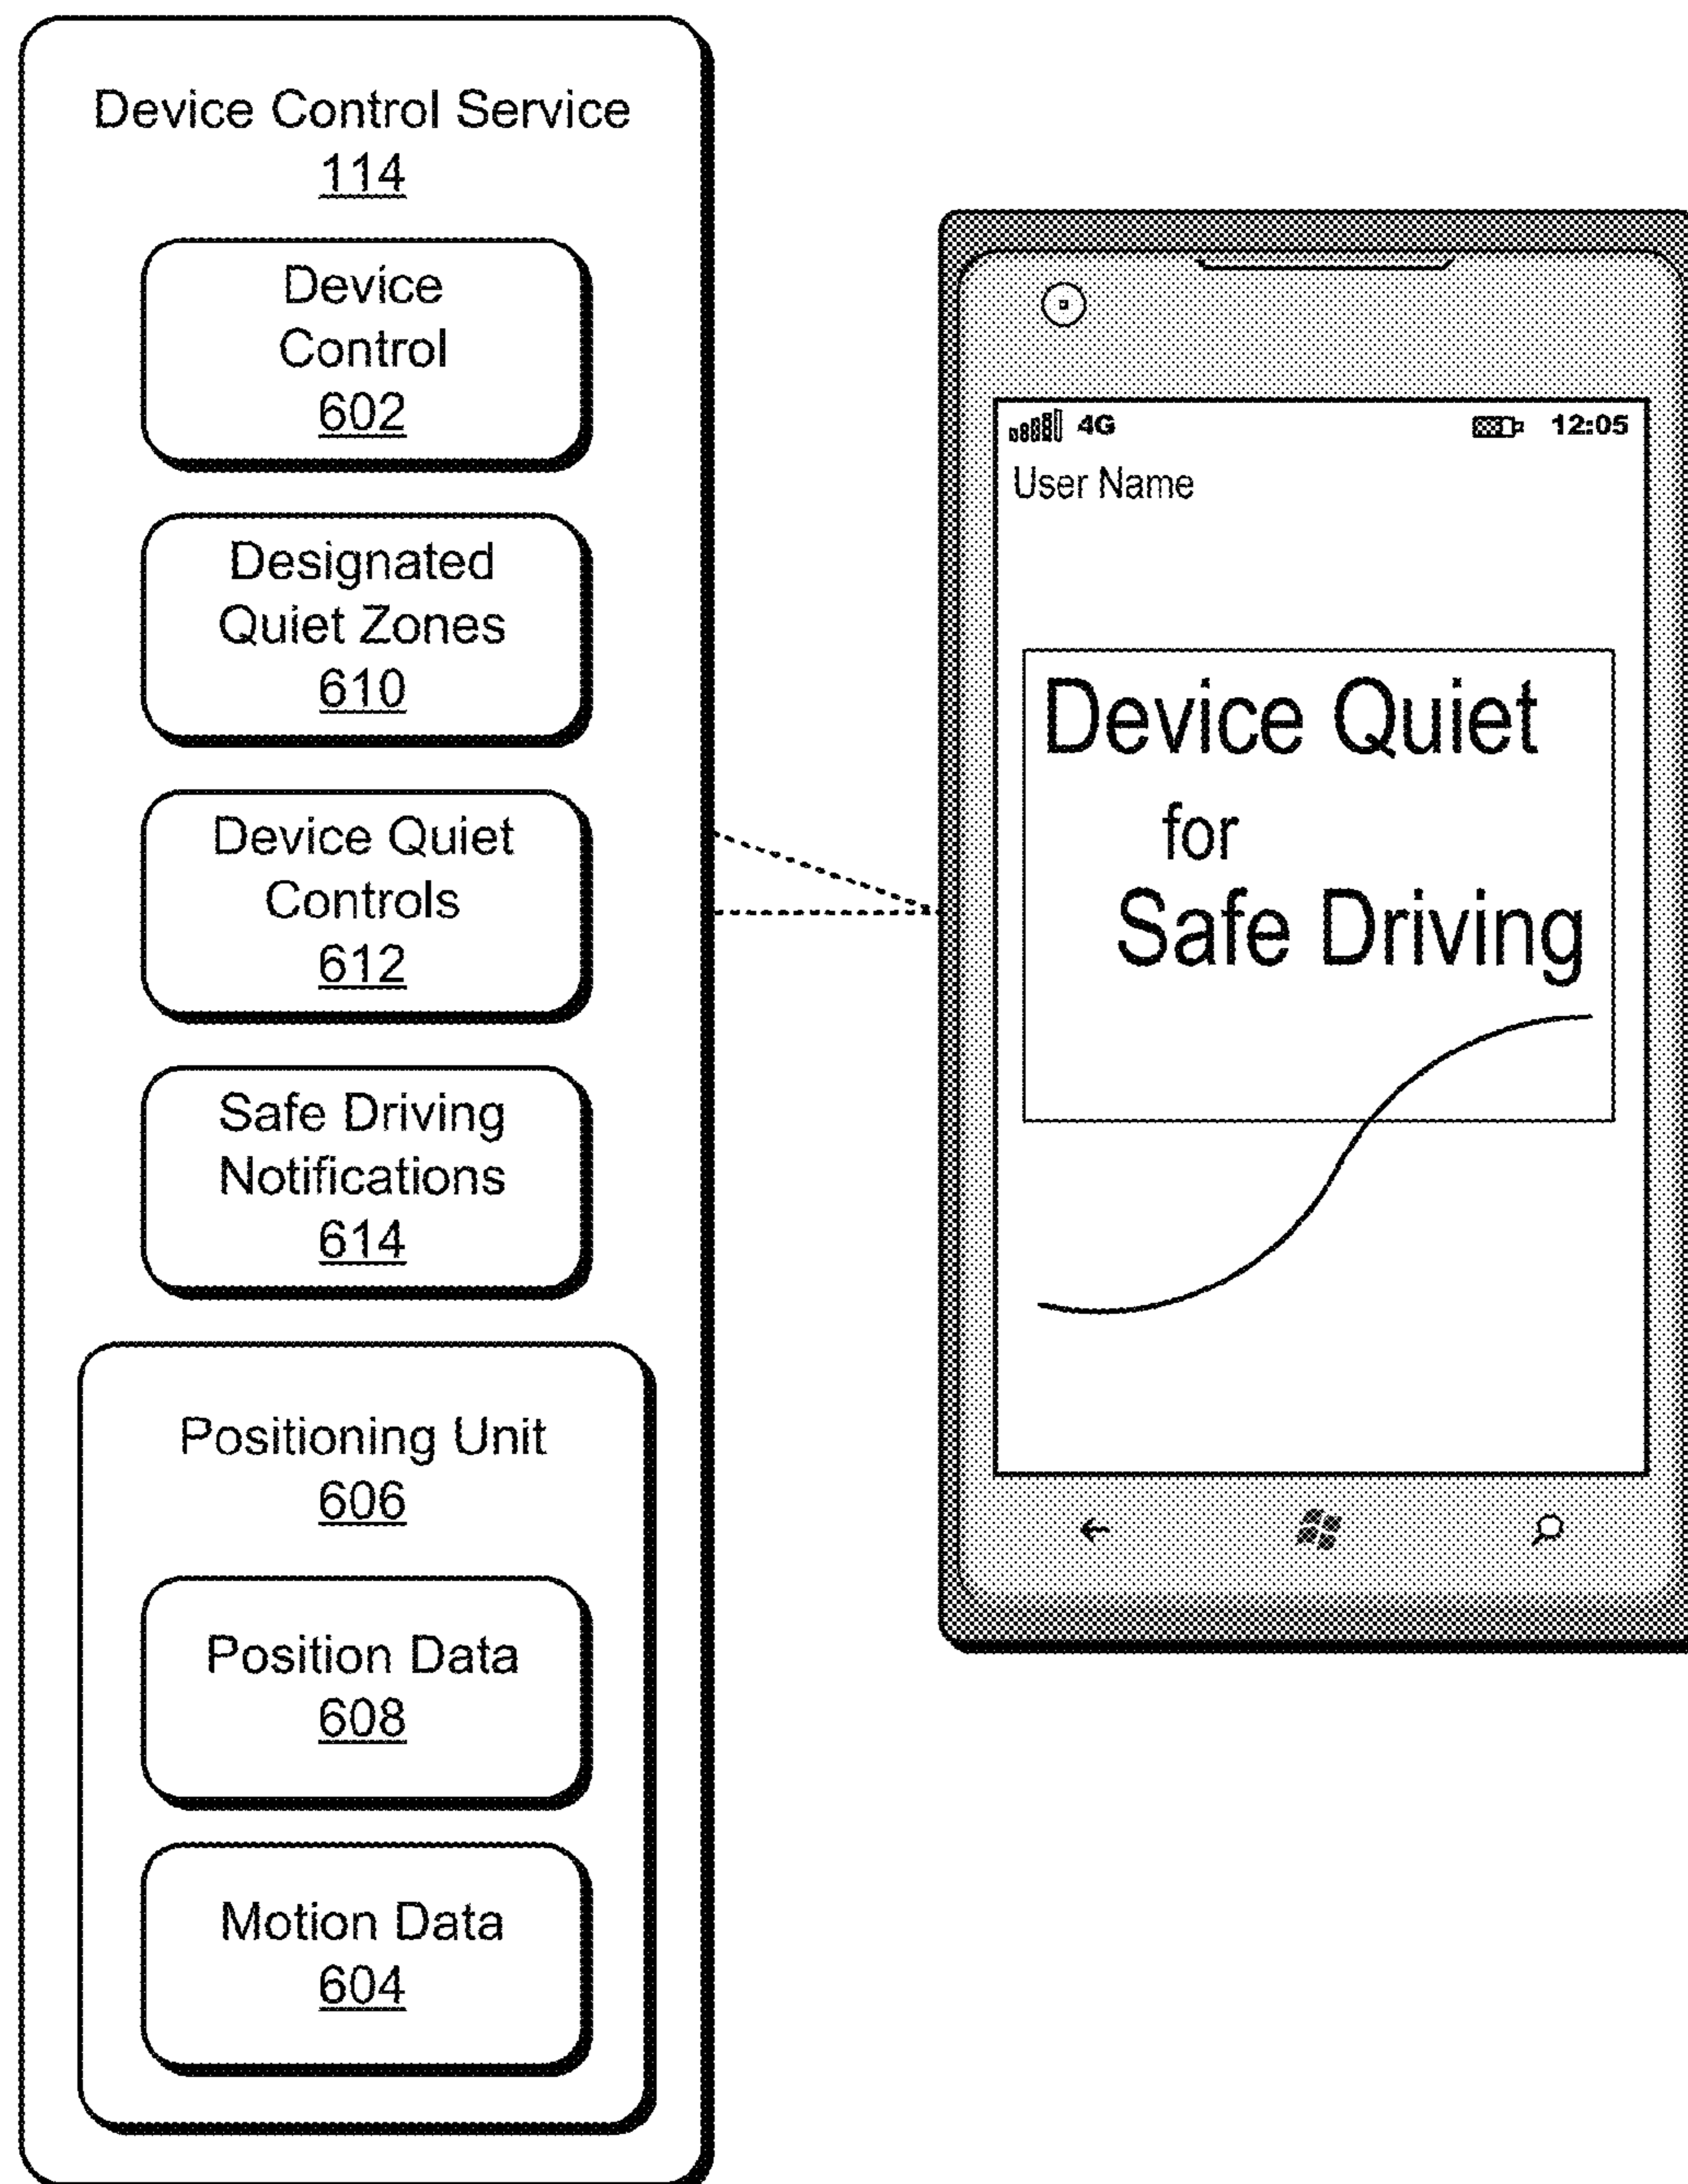 Device Control Service
114
Device
Control
602
Designated
Quiet Zones
610
Device Quiet
Controls
612
Safe Driving
Notifications
614
Positioning Unit
606
Position Data
608
Motion Data
604
4G 12:05
User Name
Device Quiet
for
Safe Driving